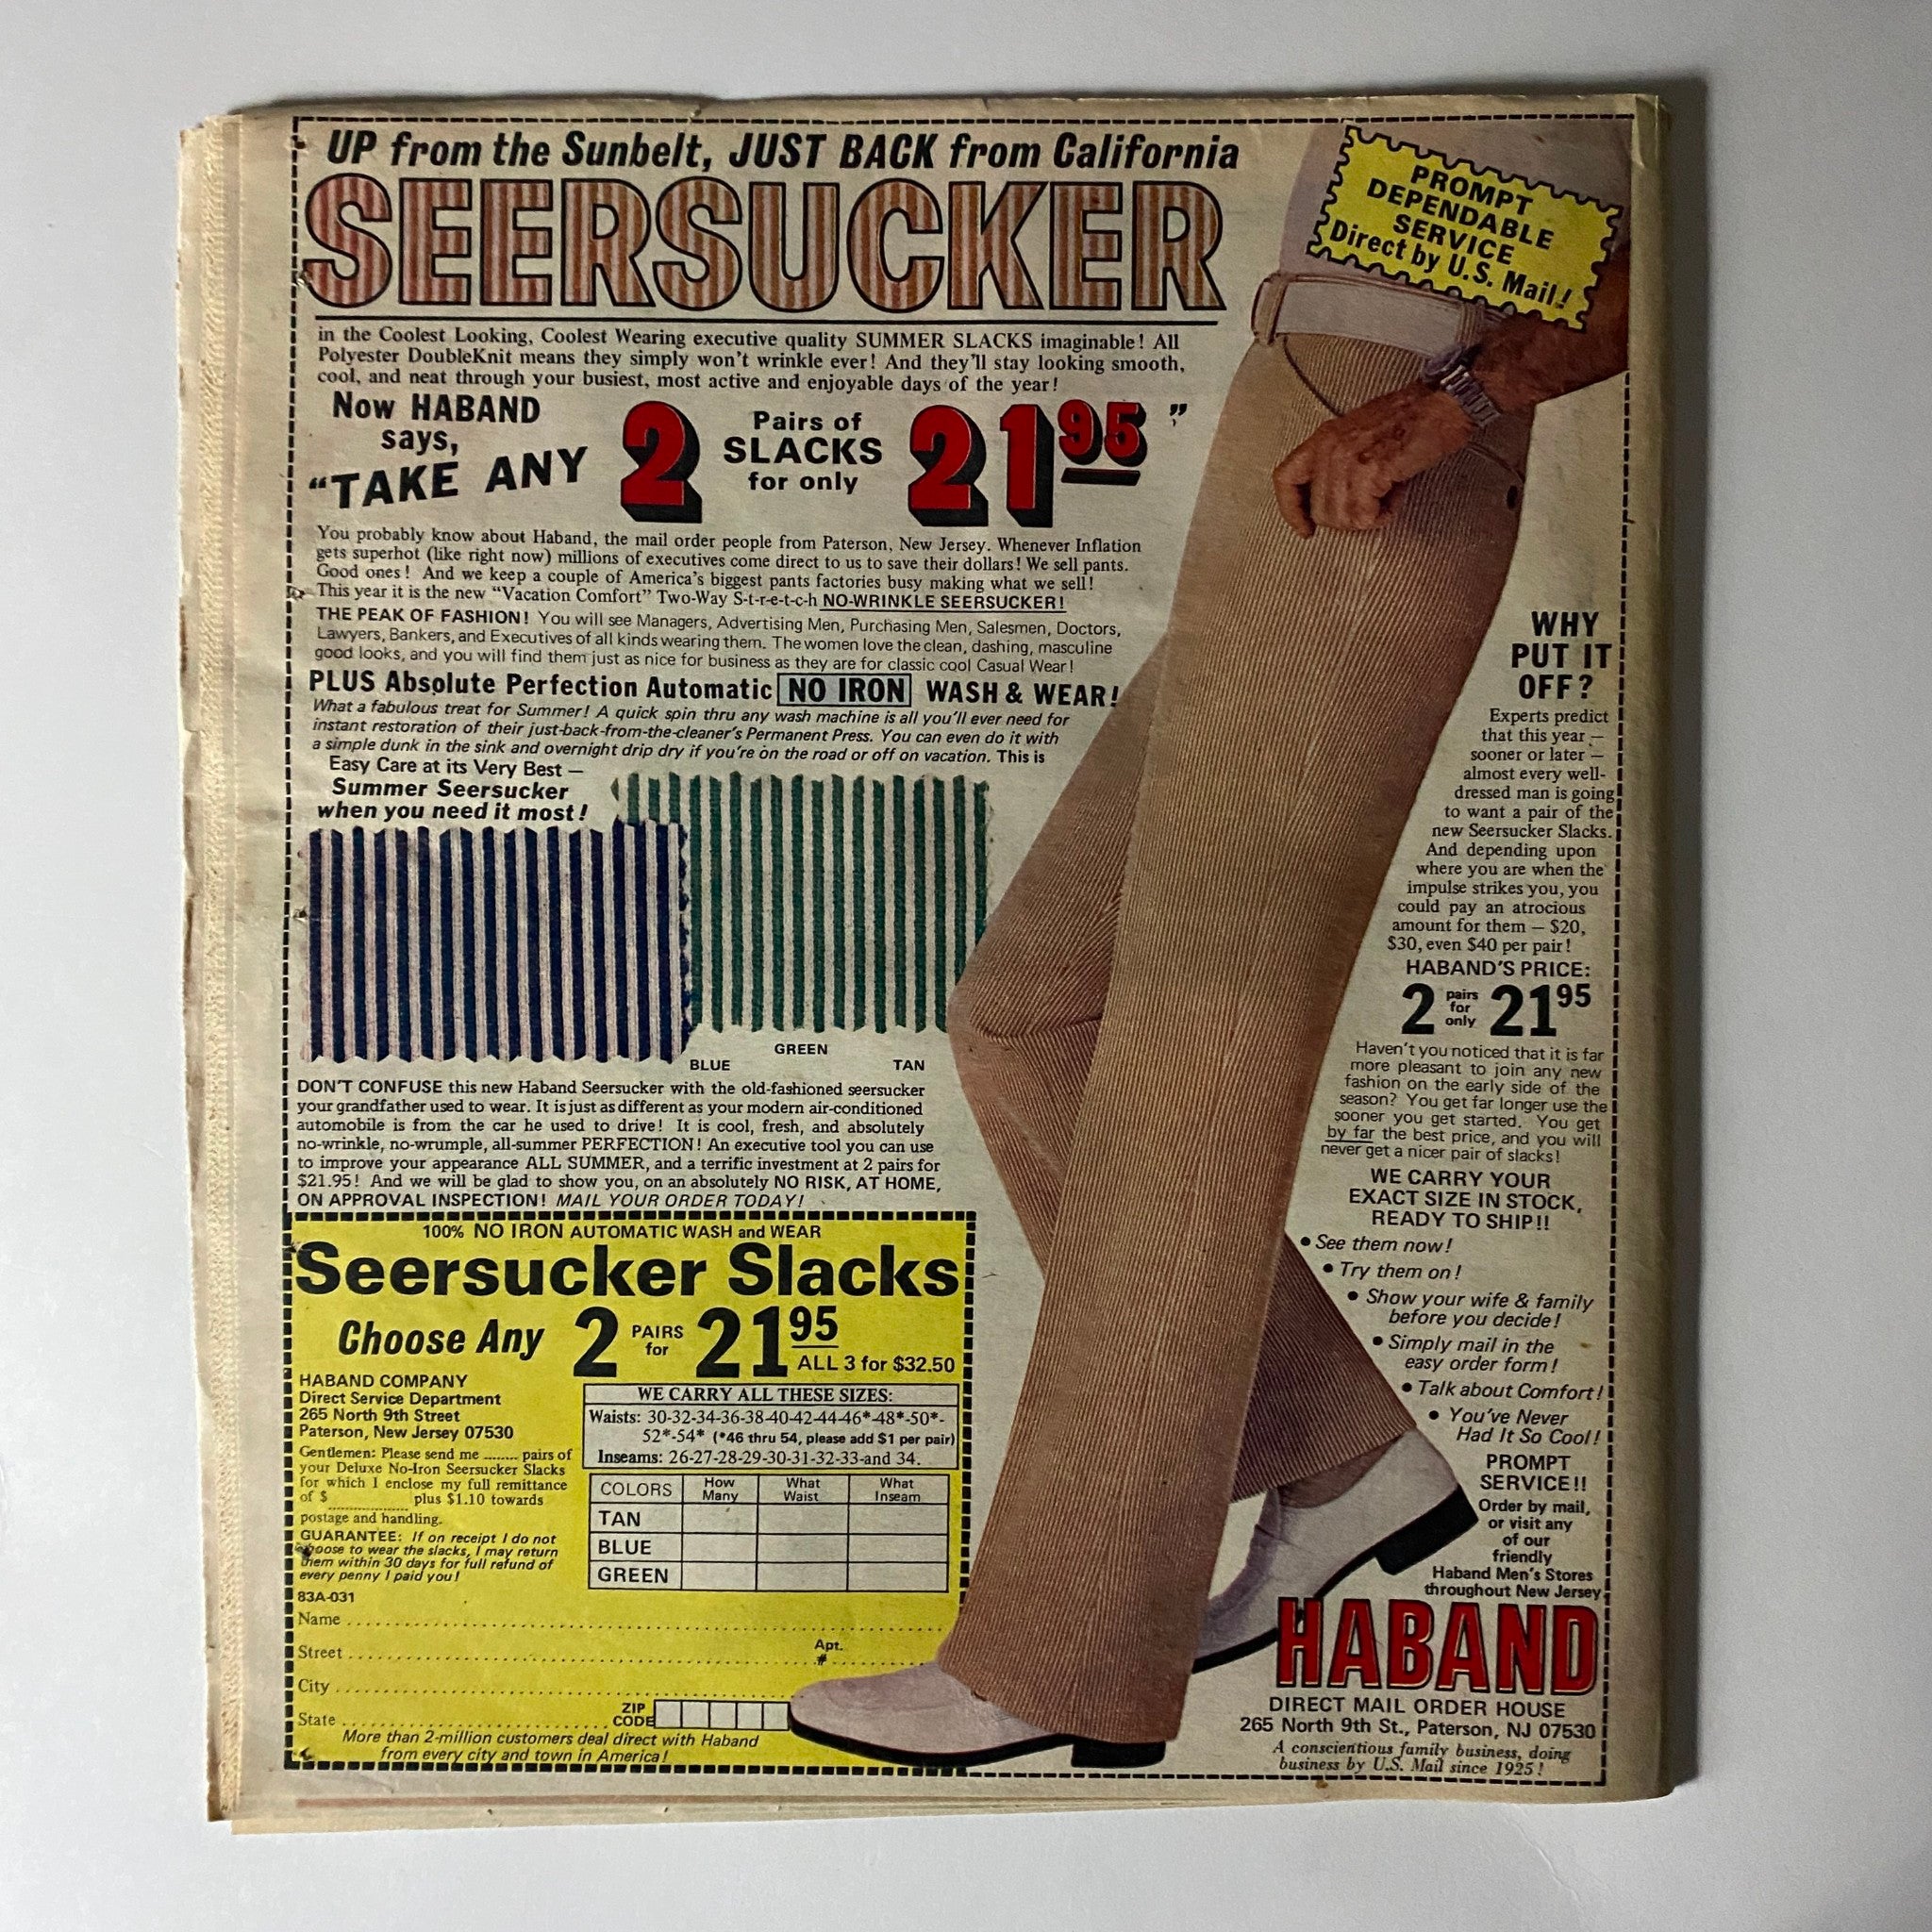 UP from the Sunbelt, JUST BACK from California
SEERSUCKER
PROMPT
DEPENDABLE
SERVICE
Direct by U.S. Mail!
in the Coolest Looking, Coolest Wearing executive quality SUMMER SLACKS imaginable! All
Polyester DoubleKnit means they simply won't wrinkle ever! And they'll stay looking smooth,
cool, and neat through your busiest, most active and enjoyable days of the year!
Now HABAND
says,
"TAKE ANY 2 Pairs of SLACKS for only 21 95"
You probably know about Haband, the mail order people from Paterson, New Jersey. Whenever Inflation
gets superhot (like right now) millions of executives come direct to us to save their dollars! We sell pants.
Good ones! And we keep a couple of America's biggest pants factories busy making what we sell!
This year it is the new "Vacation Comfort" Two-Way S-t-r-e-t-c-h NO-WRINKLE SEERSUCKER!
THE PEAK OF FASHION! You will see Managers, Advertising Men, Purchasing Men, Salesmen, Doctors,
Lawyers, Bankers, and Executives of all kinds wearing them. The women love the clean, dashing, masculine
good looks, and you will find them just as nice for business as they are for classic cool Casual Wear!
PLUS Absolute Perfection Automatic NO IRON WASH & WEAR!
What a fabulous treat for Summer! A quick spin thru any wash machine is all you'll ever need for
instant restoration of their just-back-from-the-cleaner's Permanent Press. You can even do it with
a simple dunk in the sink and overnight drip dry if you're on the road or off on vacation. This is
Easy Care at its Very Best —
Summer Seersucker
when you need it most!
BLUE
GREEN
TAN
DON'T CONFUSE this new Haband Seersucker with the old-fashioned seersucker
your grandfather used to wear. It is just as different as your modern air-conditioned
automobile is from the car he used to drive! It is cool, fresh, and absolutely
no-wrinkle, no-wrumple, all-summer PERFECTION! An executive tool you can use
to improve your appearance ALL SUMMER, and a terrific investment at 2 pairs for
$21.95! And we will be glad to show you, on an absolutely NO RISK, AT HOME,
ON APPROVAL INSPECTION! MAIL YOUR ORDER TODAY!
WHY
PUT IT
OFF?
Experts predict
that this year —
sooner or later —
almost every well-
dressed man is going
to want a pair of the
new Seersucker Slacks.
And depending upon
where you are when the
impulse strikes you, you
could pay an atrocious
amount for them — $20,
$30, even $40 per pair!
HABAND'S PRICE:
2 pairs for only 21 95
Haven't you noticed that it is far
more pleasant to join any new
fashion on the early side of the
season? You get far longer use the
sooner you get started. You get
by far the best price, and you will
never get a nicer pair of slacks!
WE CARRY YOUR
EXACT SIZE IN STOCK,
READY TO SHIP!!
• See them now!
• Try them on!
• Show your wife & family
before you decide!
• Simply mail in the
easy order form!
• Talk about Comfort!
• You've Never
Had It So Cool!
PROMPT
SERVICE!!
Order by mail,
or visit any
of our
friendly
Haband Men's Stores
throughout New Jersey
HABAND
DIRECT MAIL ORDER HOUSE
265 North 9th St., Paterson, NJ 07530
A conscientious family business, doing
business by U.S. Mail since 1925!
100% NO IRON AUTOMATIC WASH and WEAR
Seersucker Slacks
Choose Any 2 PAIRS for 21 95
ALL 3 for $32.50
HABAND COMPANY
Direct Service Department
265 North 9th Street
Paterson, New Jersey 07530
Gentlemen: Please send me ........ pairs of
your Deluxe No-Iron Seersucker Slacks
for which I enclose my full remittance
of $ .................... plus $1.10 towards
postage and handling.
GUARANTEE: If on receipt I do not
choose to wear the slacks, I may return
them within 30 days for full refund of
every penny I paid you!
83A-031
WE CARRY ALL THESE SIZES:
Waists: 30-32-34-36-38-40-42-44-46*-48*-50*-
52*-54* (*46 thru 54, please add $1 per pair)
Inseams: 26-27-28-29-30-31-32-33-and 34.
COLORS How Many What Waist What Inseam
TAN
BLUE
GREEN
Name
Street Apt. #
City
State ZIP CODE
More than 2-million customers deal direct with Haband
from every city and town in America!